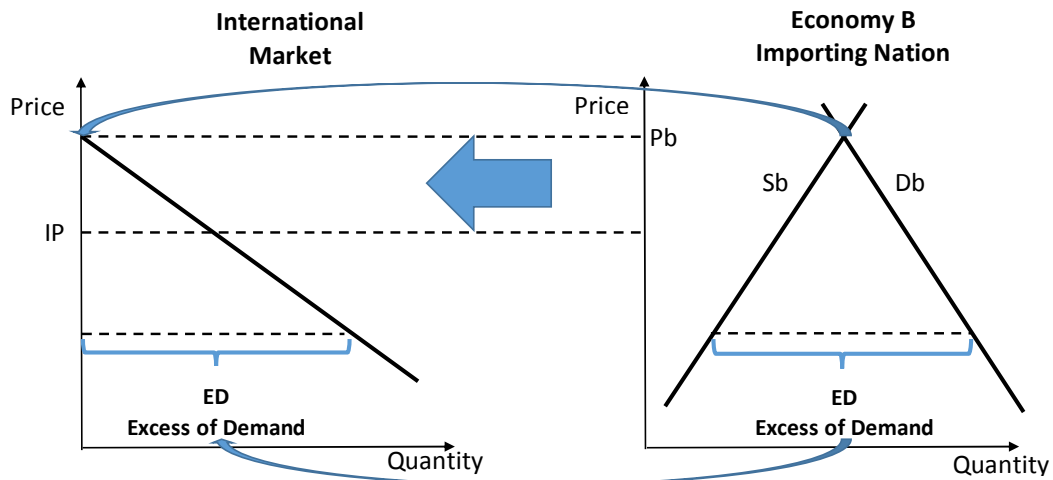 International
Market
Economy B
Importing Nation
Price
Price
Pb
Sb
Db
IP
ED
Excess of Demand
ED
Excess of Demand
Quantity
Quantity